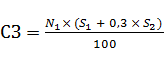 C3 = N₁ × (S₁ + 0,3 × S₂) / 100